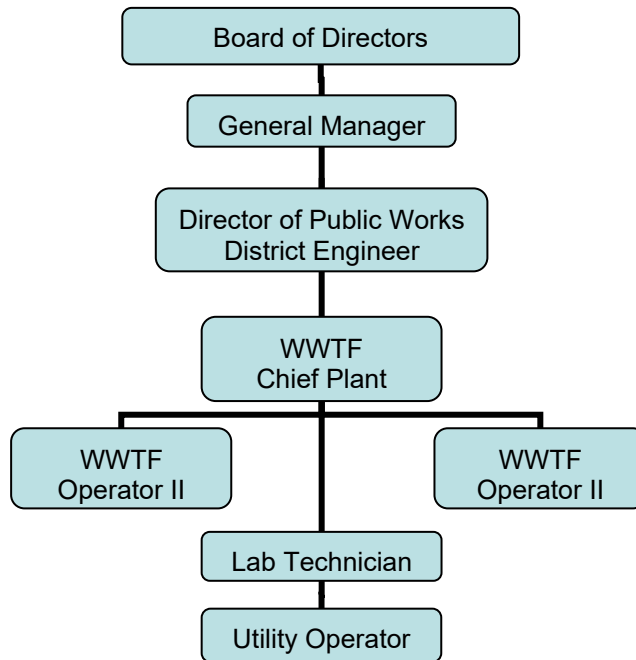 Board of Directors
General Manager
Director of Public Works
District Engineer
WWTF
Chief Plant
WWTF
Operator II
WWTF
Operator II
Lab Technician
Utility Operator